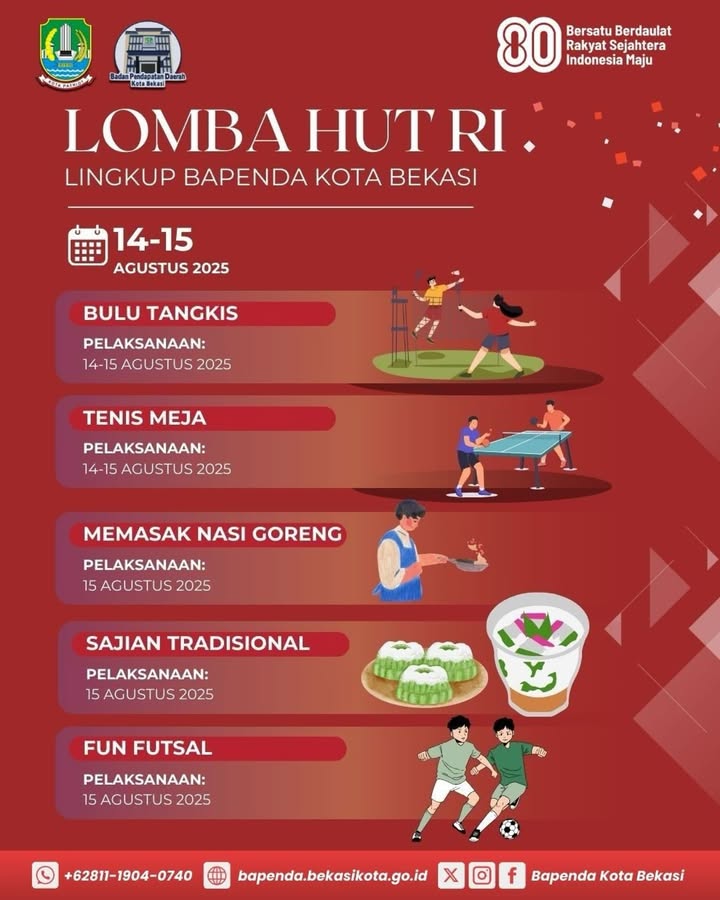 KOTA PATRIOT
Badan Pendapatan Daerah
Kota Bekasi
80
Bersatu Berdaulat
Rakyat Sejahtera
Indonesia Maju
LOMBA HUT RI
LINGKUP BAPENDA KOTA BEKASI
14-15
AGUSTUS 2025
BULU TANGKIS
PELAKSANAAN:
14-15 AGUSTUS 2025
TENIS MEJA
PELAKSANAAN:
14-15 AGUSTUS 2025
MEMASAK NASI GORENG
PELAKSANAAN:
15 AGUSTUS 2025
SAJIAN TRADISIONAL
PELAKSANAAN:
15 AGUSTUS 2025
FUN FUTSAL
PELAKSANAAN:
15 AGUSTUS 2025
+62811-1904-0740 bapenda.bekasikota.go.id Bapenda Kota Bekasi